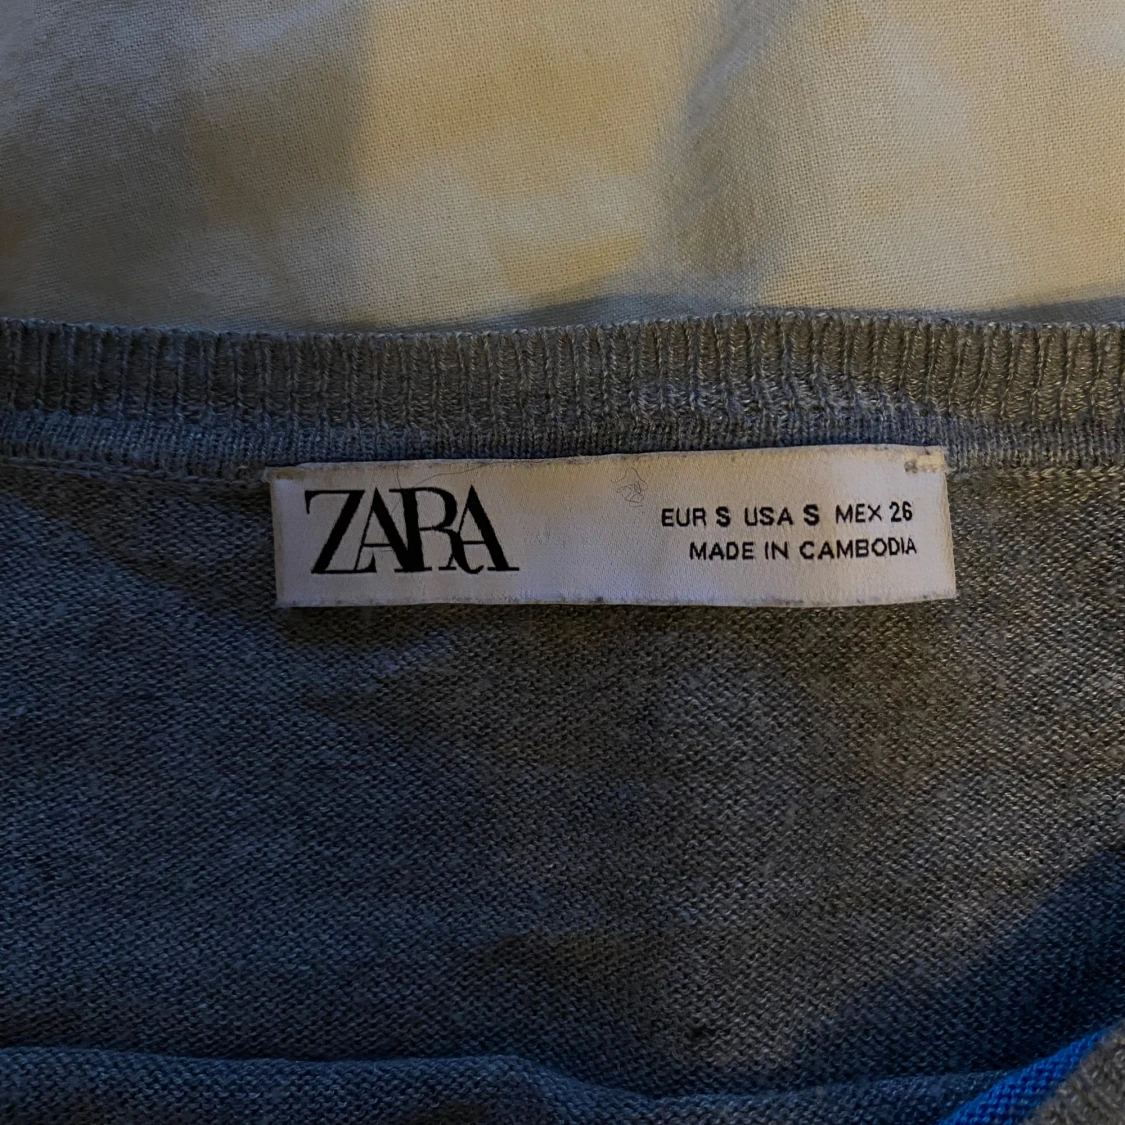 ZARA
EUR S USA S MEX 26
MADE IN CAMBODIA